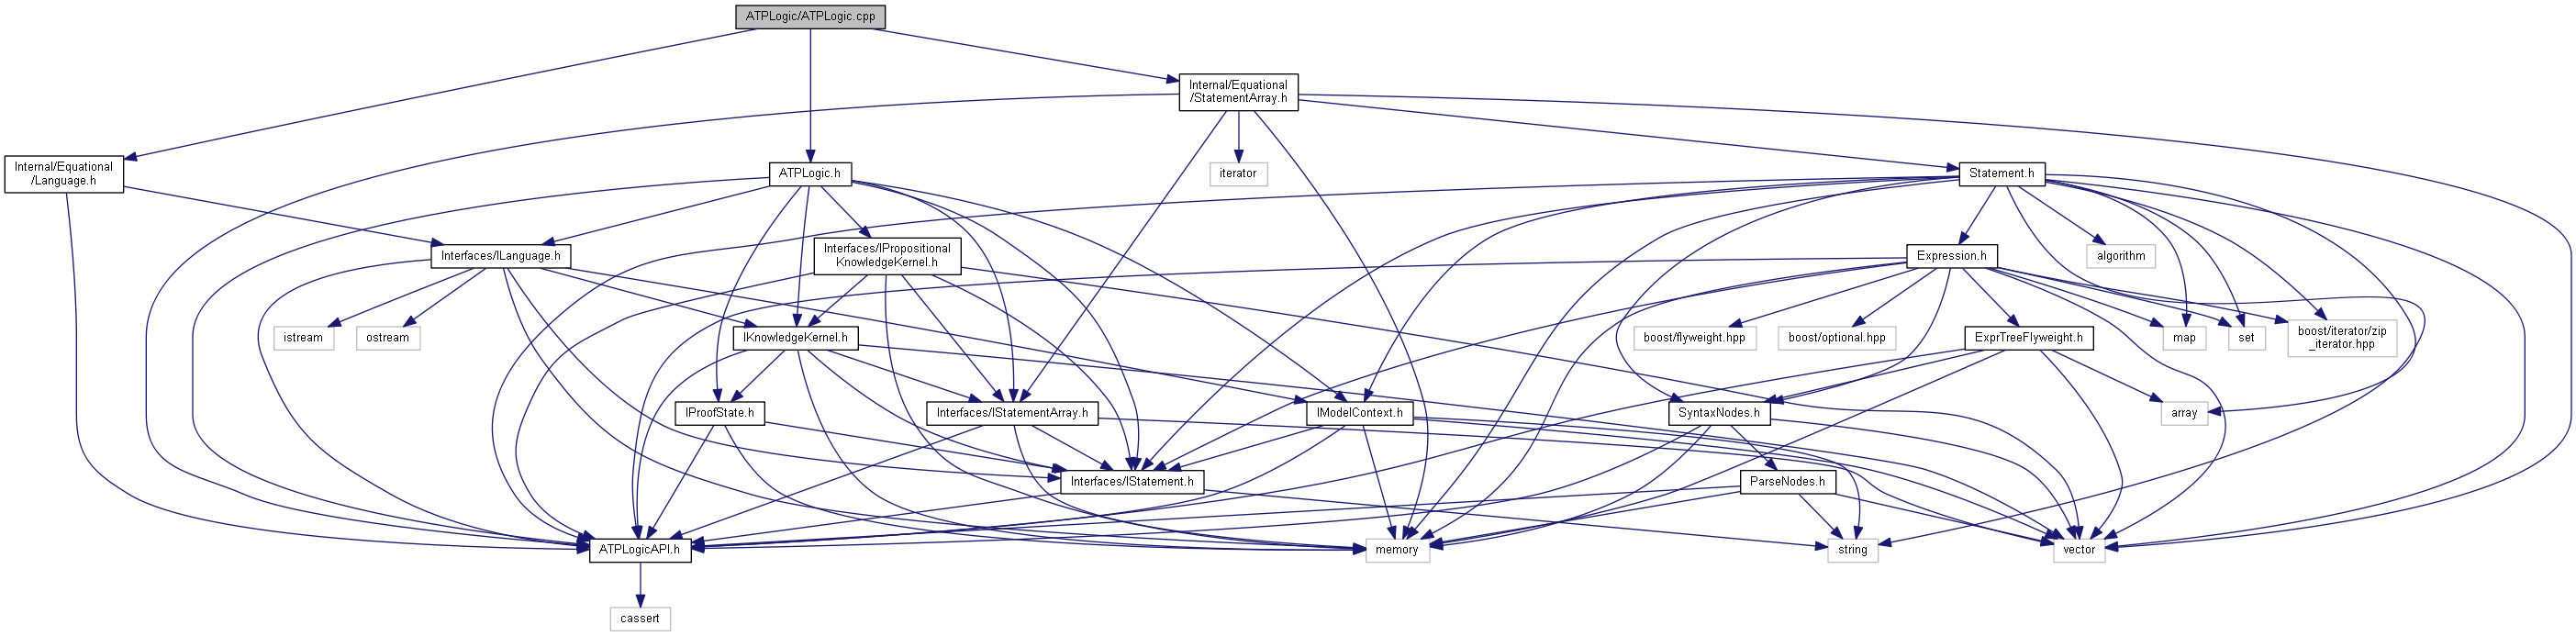 ATPLogic/ATPLogic.cpp
Internal/Equational
/StatementArray.h
Internal/Equational
/Language.h
ATPLogic.h
iterator
Statement.h
Interfaces/ILanguage.h
Interfaces/IPropositional
KnowledgeKernel.h
Expression.h
algorithm
istream
ostream
IKnowledgeKernel.h
boost/flyweight.hpp
boost/optional.hpp
ExprTreeFlyweight.h
map
set
boost/iterator/zip
_iterator.hpp
IProofState.h
Interfaces/IStatementArray.h
IModelContext.h
SyntaxNodes.h
array
Interfaces/IStatement.h
ParseNodes.h
ATPLogicAPI.h
memory
string
vector
cassert